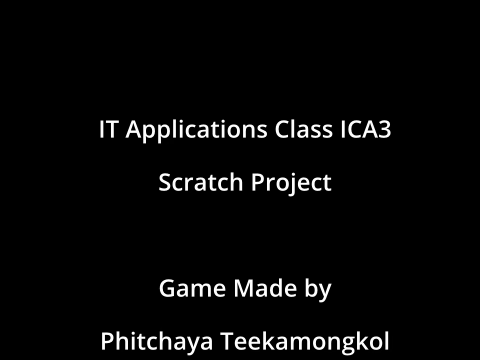 IT Applications Class ICA3
Scratch Project
Game Made by
Phitchaya Teekamongkol